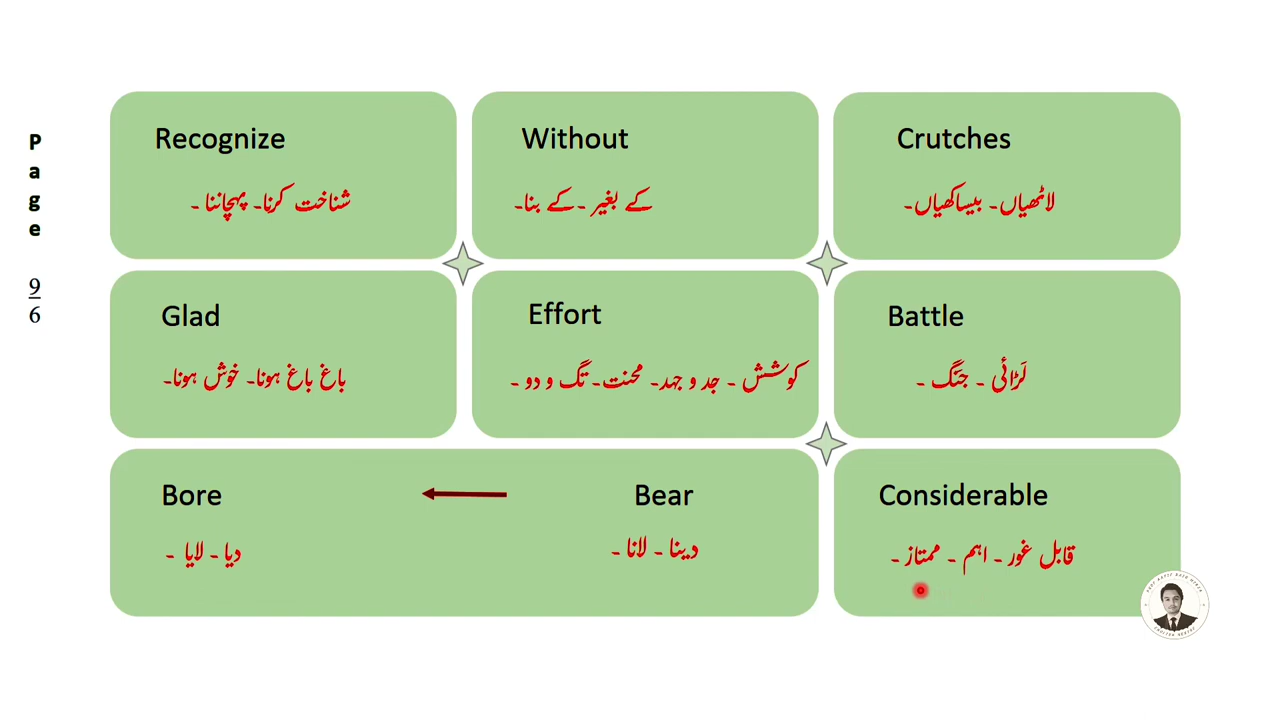 Page
9
6
Recognize
شناخت کرنا۔ پہچاننا ۔
Without
کے بغیر ۔کے بنا۔
Crutches
لاٹھیاں۔ بیساکھیاں۔
Glad
باغ باغ ہونا۔ خوش ہونا۔
Effort
کوشش ۔ جد و جہد۔ محنت۔ تگ و دو ۔
Battle
لَڑائی ۔ جنَگ ۔
Bore
دیا ۔ لایا ۔
Bear
دینا ۔ لانا ۔
Considerable
قابل غور ۔ اہم ۔ ممتاز ۔